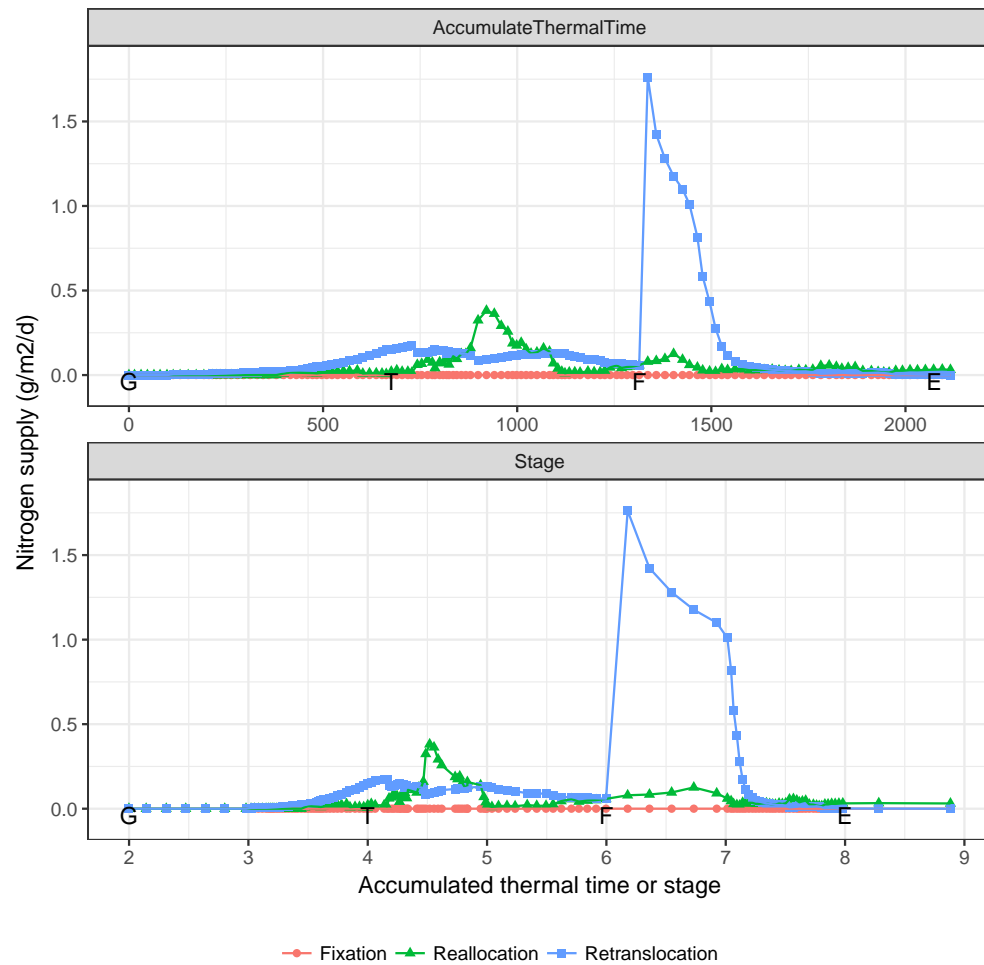 AccumulateThermalTime
1.5
1.0
0.5
0.0
G T F E
0 500 1000 1500 2000
Stage
1.5
1.0
0.5
0.0
G T F E
2 3 4 5 6 7 8 9
Nitrogen supply (g/m2/d)
Accumulated thermal time or stage
Fixation Reallocation Retranslocation